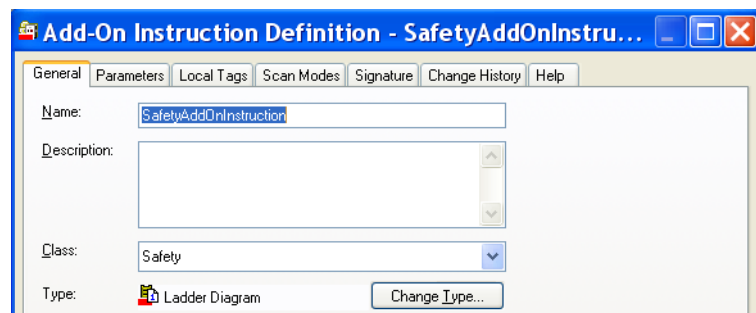 Add-On Instruction Definition - SafetyAddOnInstru...
General Parameters Local Tags Scan Modes Signature Change History Help
Name: SafetyAddOnInstruction
Description:
Class: Safety
Type: Ladder Diagram Change Type...